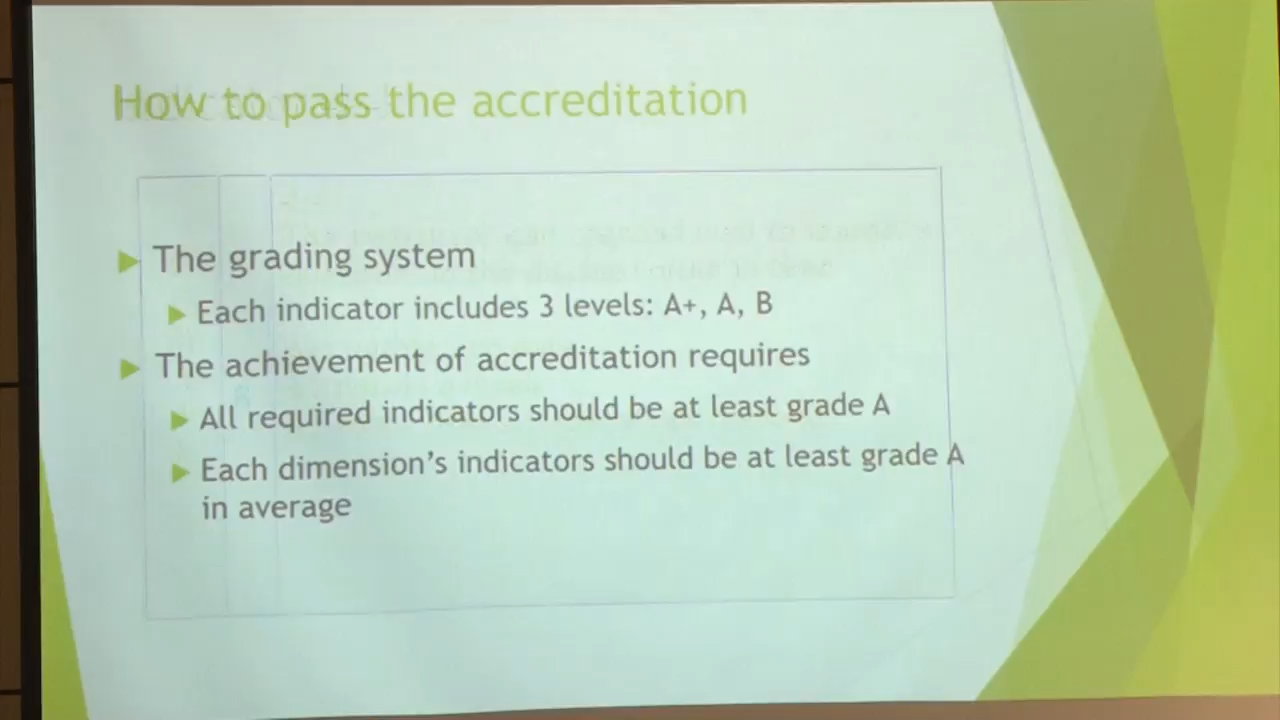 How to pass the accreditation
The grading system
Each indicator includes 3 levels: A+, A, B
The achievement of accreditation requires
All required indicators should be at least grade A
Each dimension's indicators should be at least grade A
in average